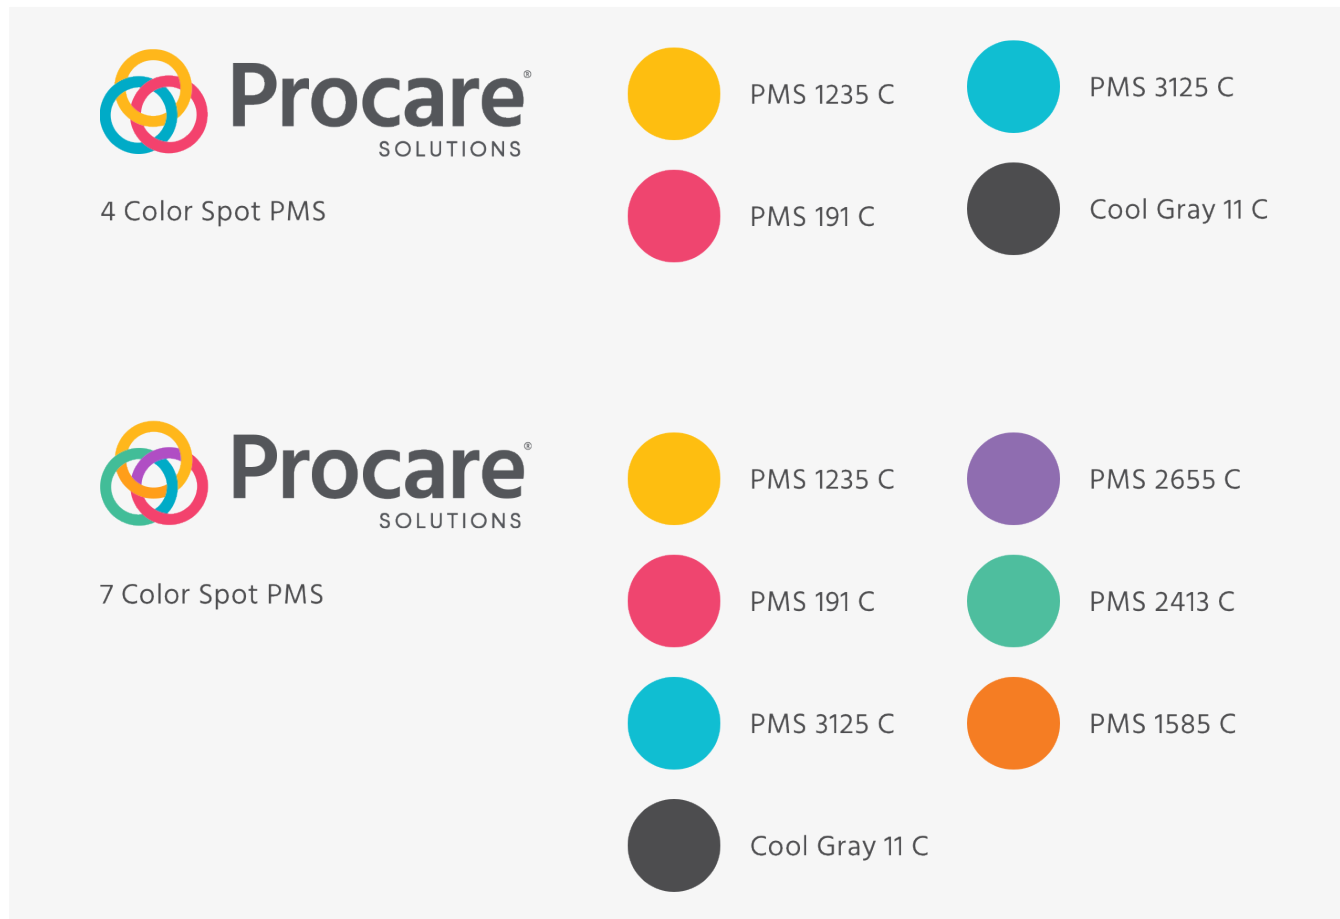 Procare®
SOLUTIONS
4 Color Spot PMS
PMS 1235 C
PMS 3125 C
PMS 191 C
Cool Gray 11 C
Procare®
SOLUTIONS
7 Color Spot PMS
PMS 1235 C
PMS 2655 C
PMS 191 C
PMS 2413 C
PMS 3125 C
PMS 1585 C
Cool Gray 11 C